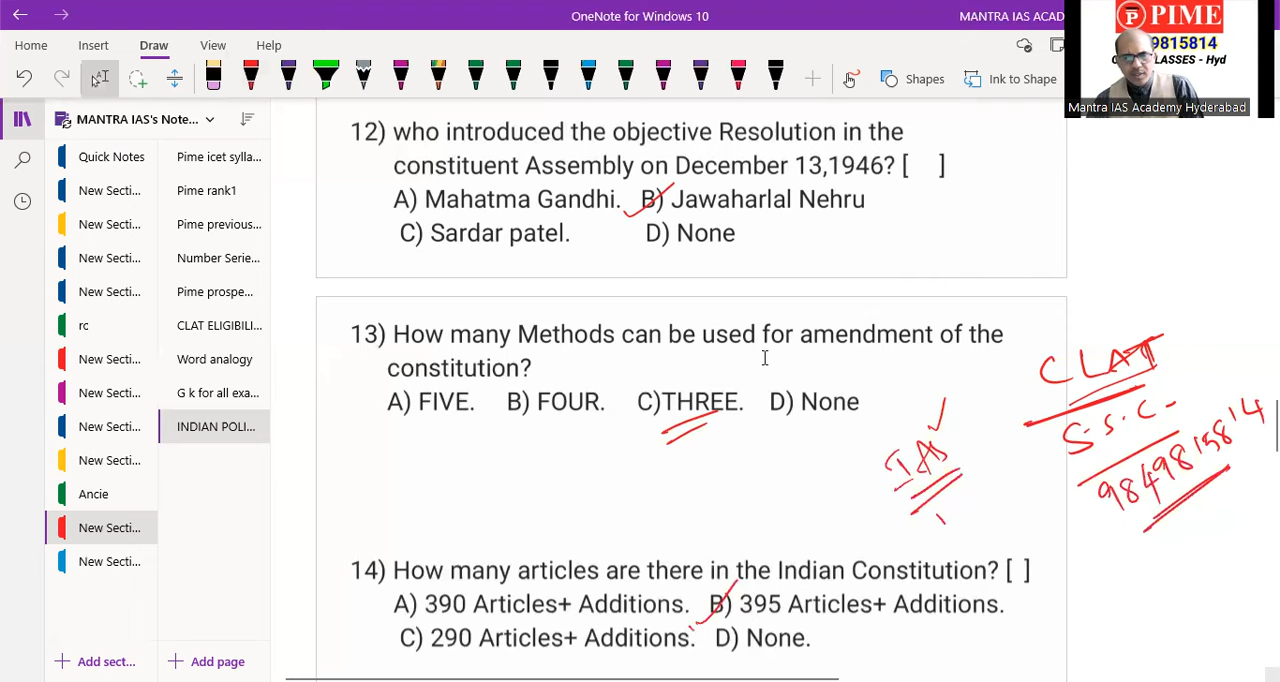 OneNote for Windows 10
MANTRA IAS ACAD
PIME
9815814
CLASSES - Hyd
Mantra IAS Academy Hyderabad
Home Insert Draw View Help
Shapes Ink to Shape
MANTRA IAS's Note...
Quick Notes
New Secti...
New Secti...
New Secti...
New Secti...
rc
New Secti...
New Secti...
New Secti...
New Secti...
Ancie
New Secti...
New Secti...
Add sect...
Pime icet sylla...
Pime rank1
Pime previous...
Number Serie...
Pime prospe...
CLAT ELIGIBILI...
Word analogy
G k for all exa...
INDIAN POLI...
Add page
12) who introduced the objective Resolution in the
constituent Assembly on December 13,1946? [ ]
A) Mahatma Gandhi. B) Jawaharlal Nehru
C) Sardar patel. D) None
13) How many Methods can be used for amendment of the
constitution?
A) FIVE. B) FOUR. C)THREE. D) None
14) How many articles are there in the Indian Constitution? [ ]
A) 390 Articles+ Additions. B) 395 Articles+ Additions.
C) 290 Articles+ Additions. D) None.
IAS
CLAT
S.S.C-
9849815814